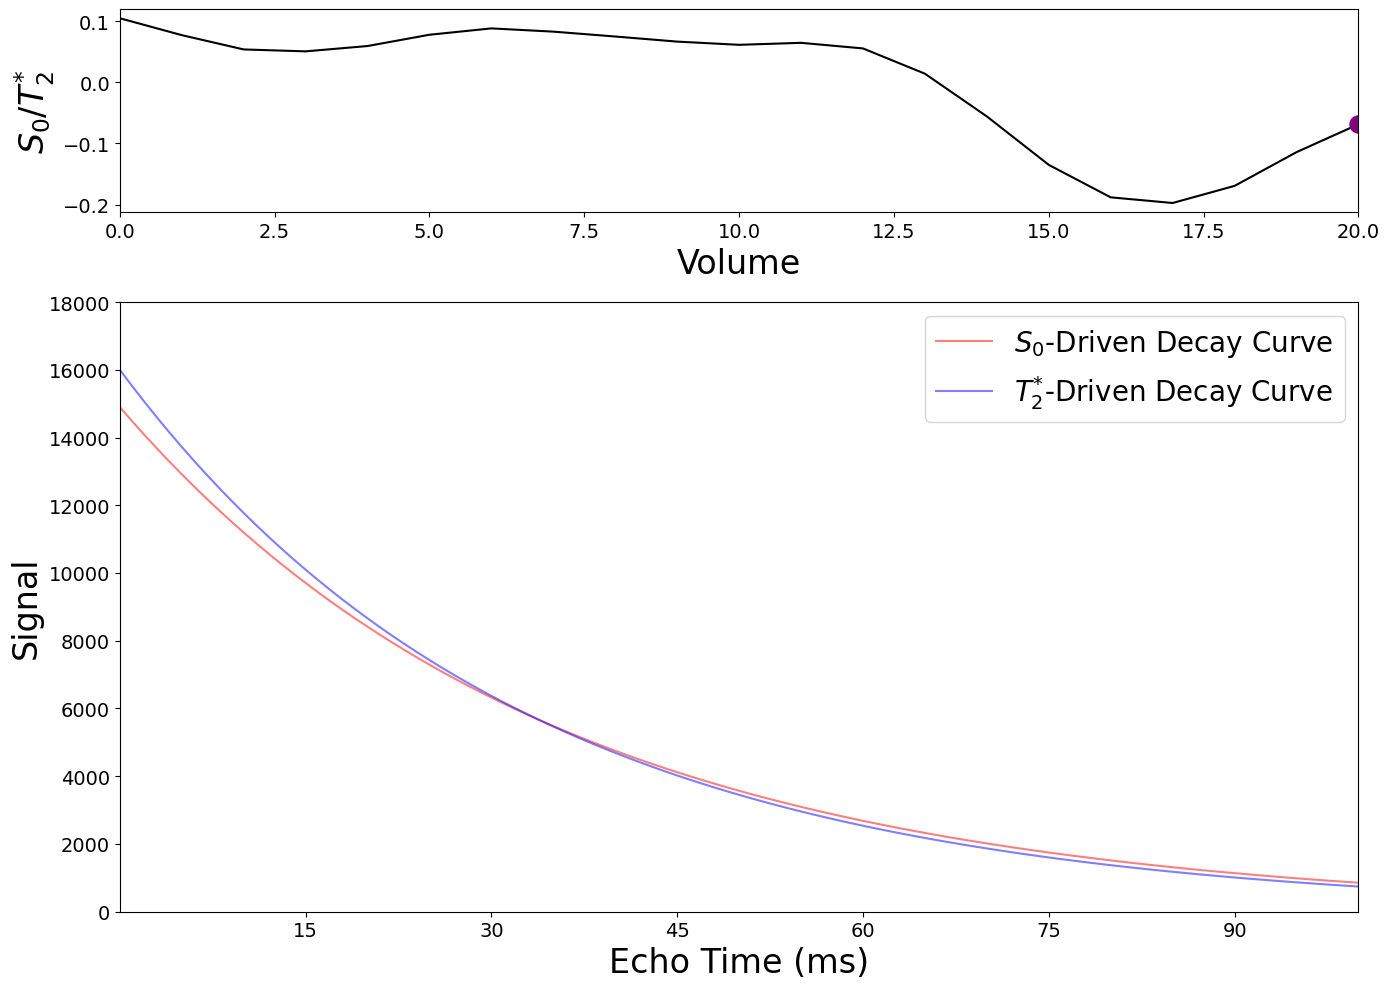 0.1
0.0
−0.1
−0.2
S₀/T₂*
0.0 2.5 5.0 7.5 10.0 12.5 15.0 17.5 20.0
Volume
18000
16000
14000
12000
10000
8000
6000
4000
2000
0
Signal
S₀-Driven Decay Curve
T₂*-Driven Decay Curve
15 30 45 60 75 90
Echo Time (ms)